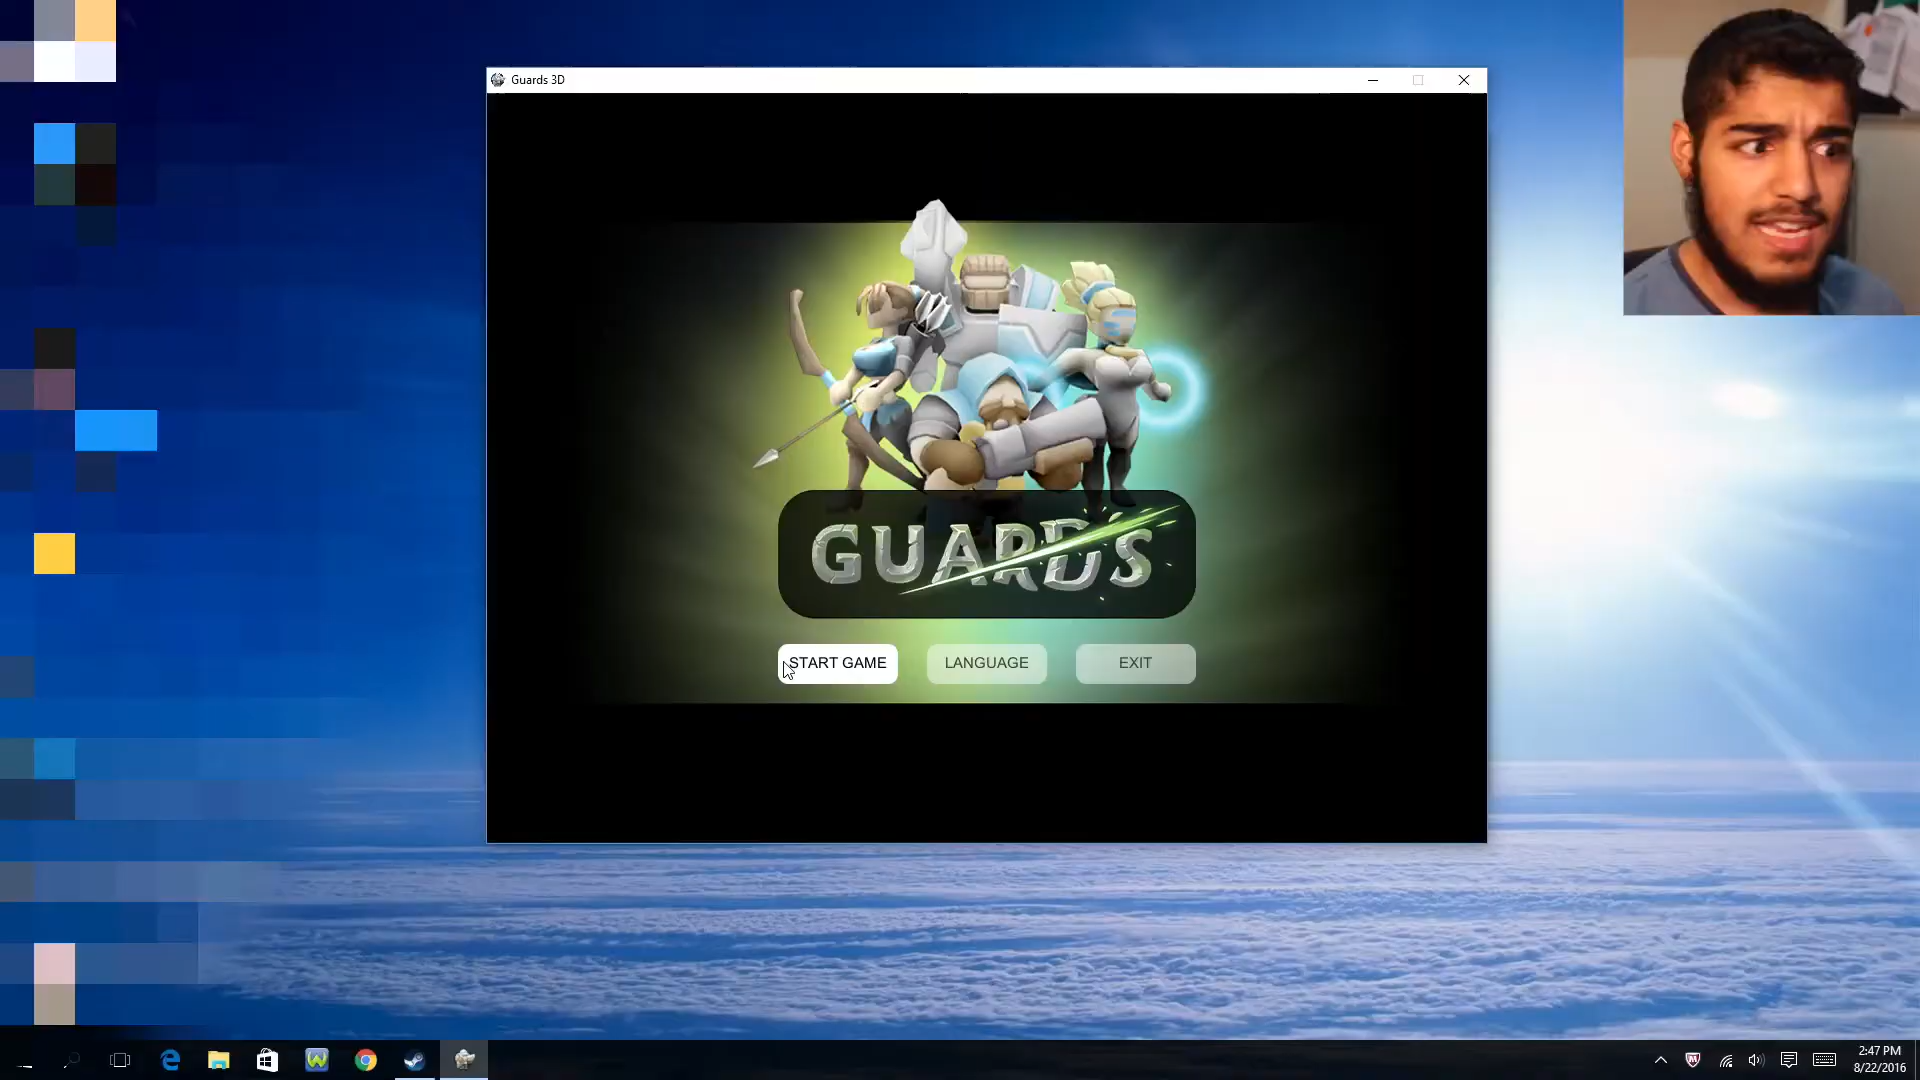 Guards 3D
GUARDS
START GAME
LANGUAGE
EXIT
2:47 PM
8/22/2016